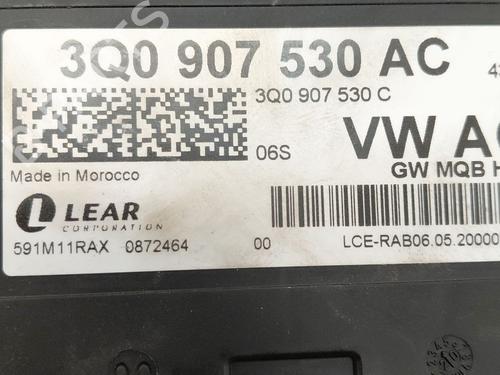 3Q0 907 530 AC
3Q0 907 530 C
06S
VW A
Made in Morocco
GW MQB H
LEAR
CORPORATION
591M11RAX 0872464
00
LCE-RAB06.05.20000